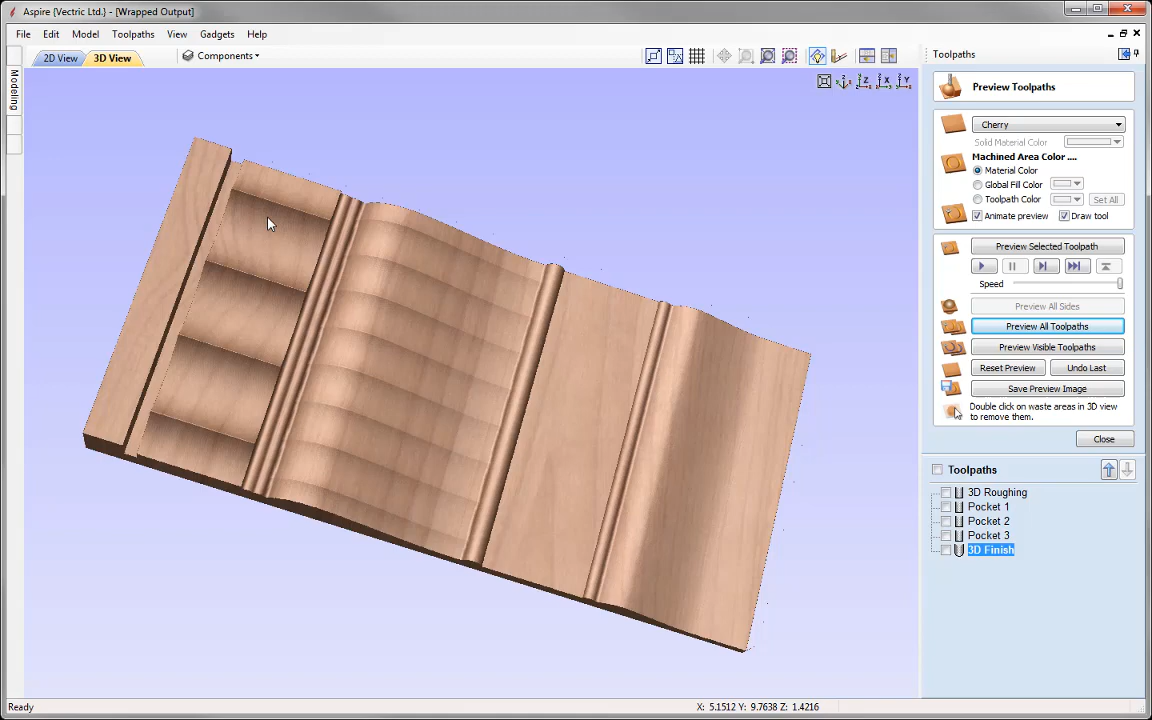 Aspire {Vectric Ltd.} - [Wrapped Output]
File Edit Model Toolpaths View Gadgets Help
2D View 3D View Components
Modeling
Z X Y
Toolpaths
Preview Toolpaths
Cherry
Solid Material Color
Machined Area Color ....
Material Color
Global Fill Color
Toolpath Color Set All
Animate preview Draw tool
Preview Selected Toolpath
Speed
Preview All Sides
Preview All Toolpaths
Preview Visible Toolpaths
Reset Preview Undo Last
Save Preview Image
Double click on waste areas in 3D view
to remove them.
Close
Toolpaths
3D Roughing
Pocket 1
Pocket 2
Pocket 3
3D Finish
Ready X: 5.1512 Y: 9.7638 Z: 1.4216